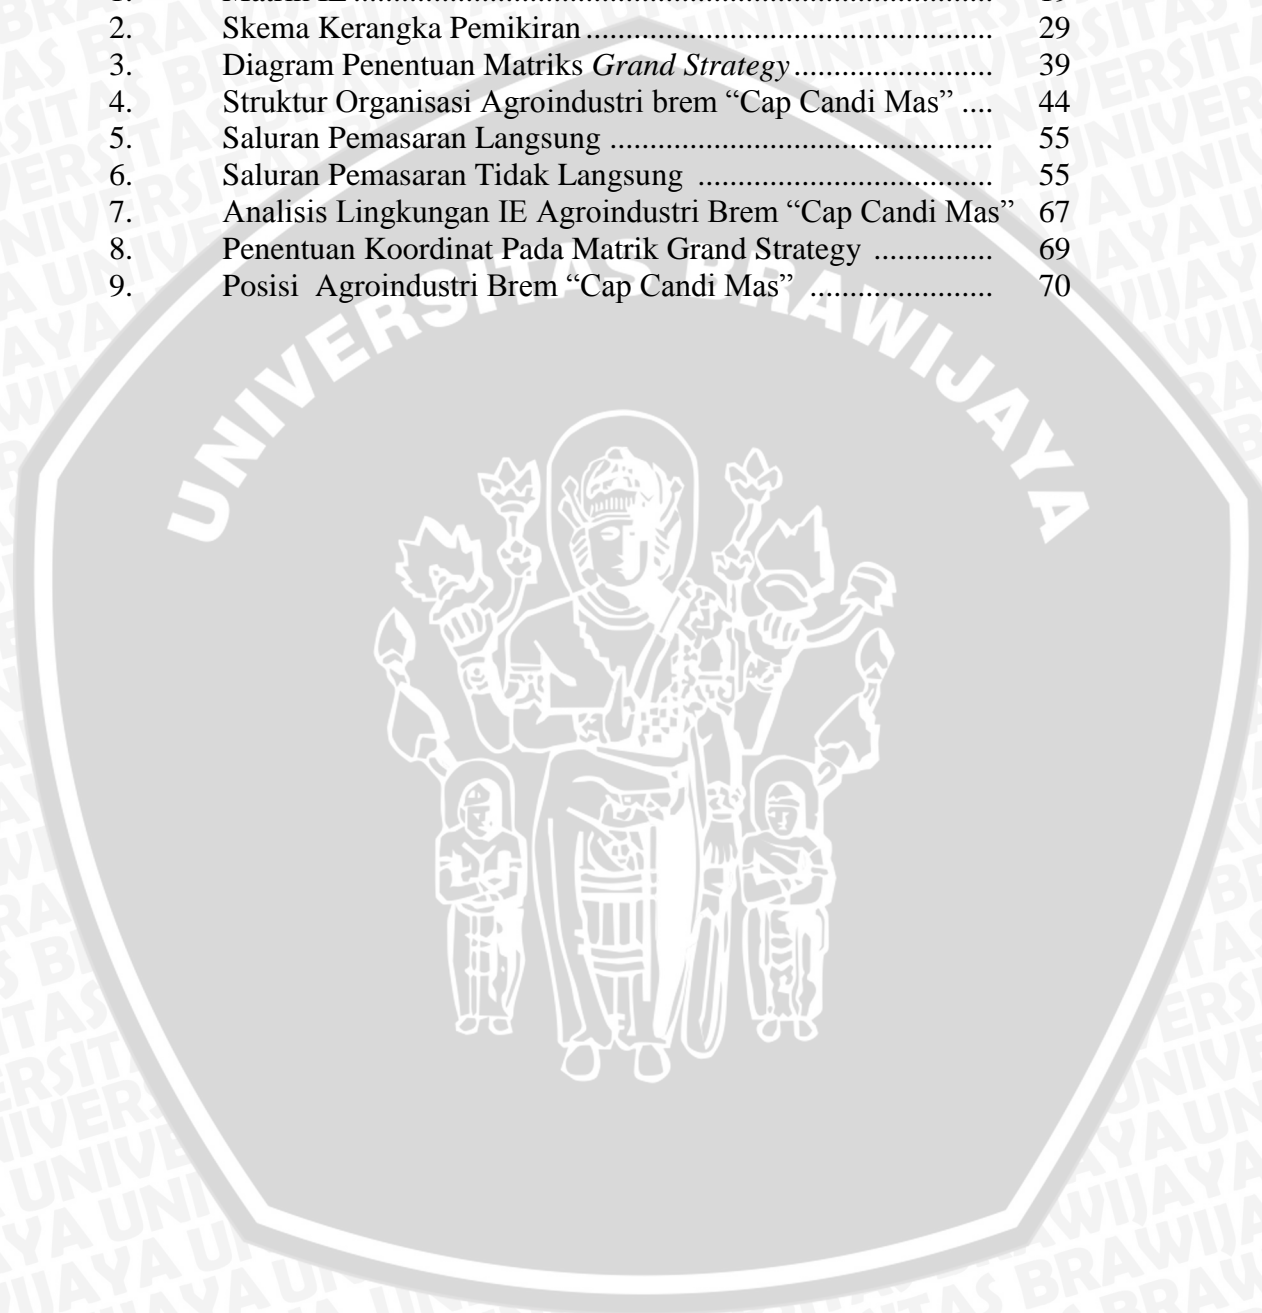 2. Skema Kerangka Pemikiran ................................................... 29
3. Diagram Penentuan Matriks Grand Strategy ......................... 39
4. Struktur Organisasi Agroindustri brem “Cap Candi Mas” .... 44
5. Saluran Pemasaran Langsung ................................................ 55
6. Saluran Pemasaran Tidak Langsung ..................................... 55
7. Analisis Lingkungan IE Agroindustri Brem “Cap Candi Mas” 67
8. Penentuan Koordinat Pada Matrik Grand Strategy ............... 69
9. Posisi Agroindustri Brem “Cap Candi Mas” ....................... 70
UNIVERSITAS BRAWIJAYA